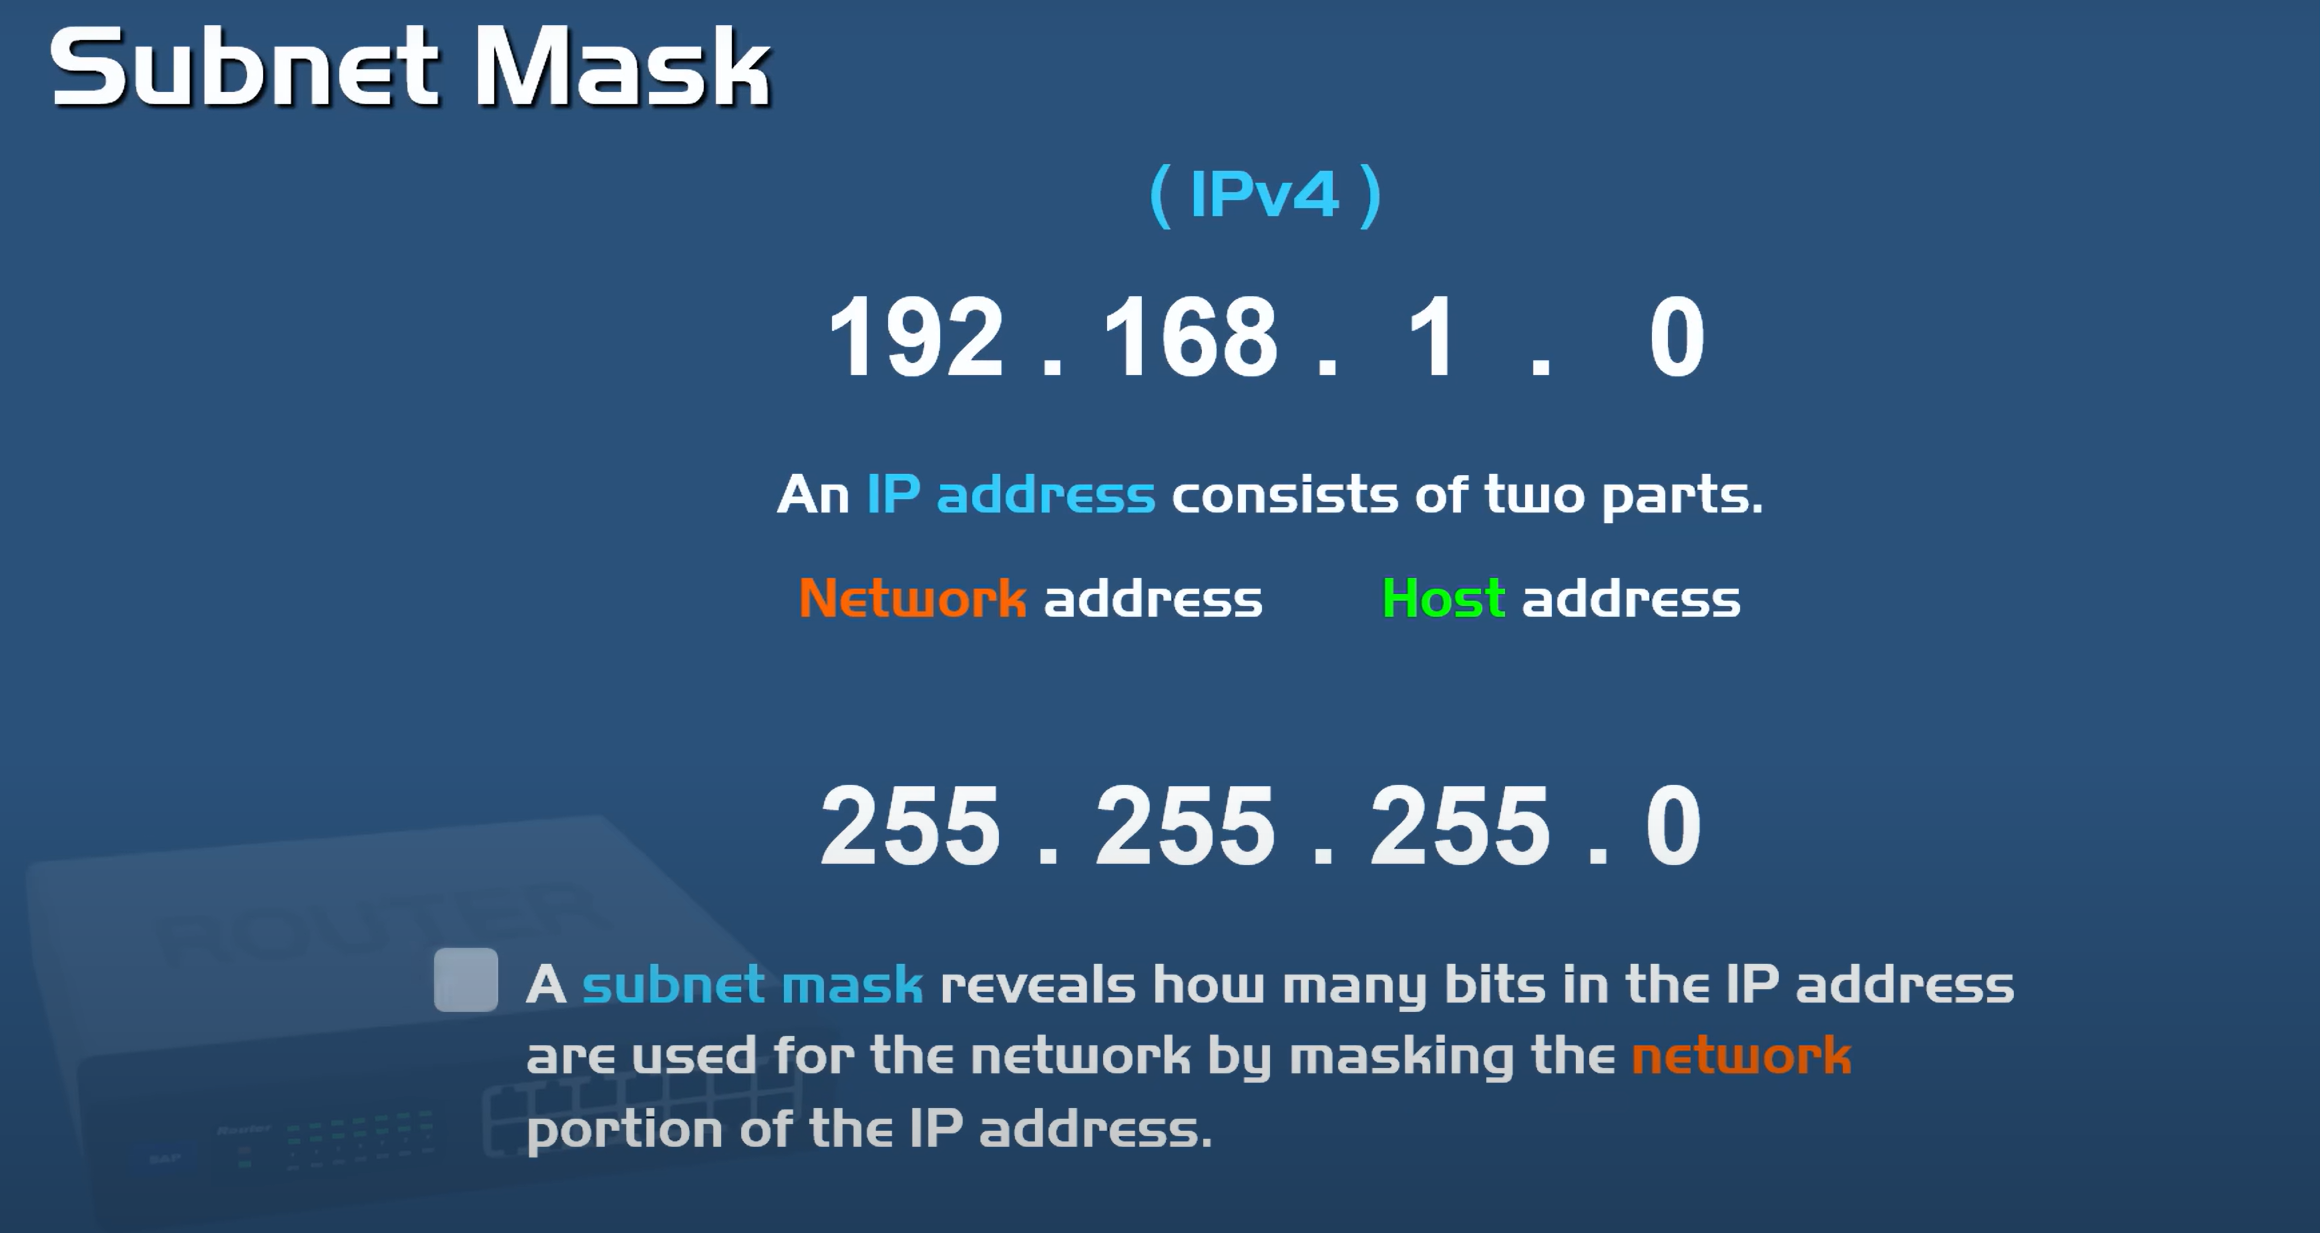 Subnet Mask
( IPv4 )
192 . 168 . 1 . 0
An IP address consists of two parts.
Network address Host address
255 . 255 . 255 . 0
ROUTER
A subnet mask reveals how many bits in the IP address
are used for the network by masking the network
portion of the IP address.
Router